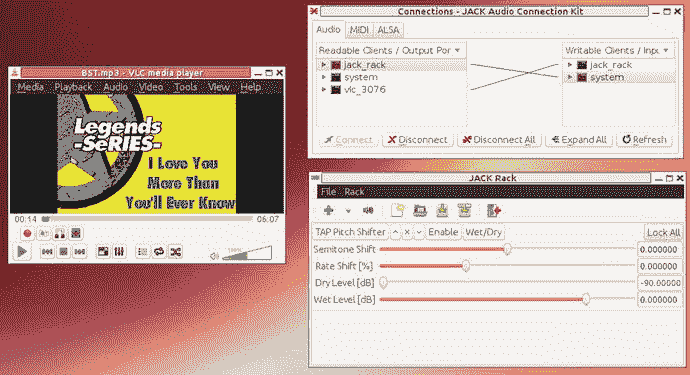 BST.mp3 - VLC media player
Media Playback Audio Video Tools View Help
Legends
-SeRIES-
I Love You
More Than
You'll Ever Know
00:14 06:07
100%
Connections - JACK Audio Connection Kit
Audio MIDI ALSA
Readable Clients / Output Por Writable Clients / Inpu
jack_rack jack_rack
system system
vlc_3076
Connect Disconnect Disconnect All Expand All Refresh
JACK Rack
File Rack
TAP Pitch Shifter Enable Wet/Dry Lock All
Semitone Shift 0.000000
Rate Shift [%] 0.000000
Dry Level [dB] -90.00000
Wet Level [dB] 0.000000